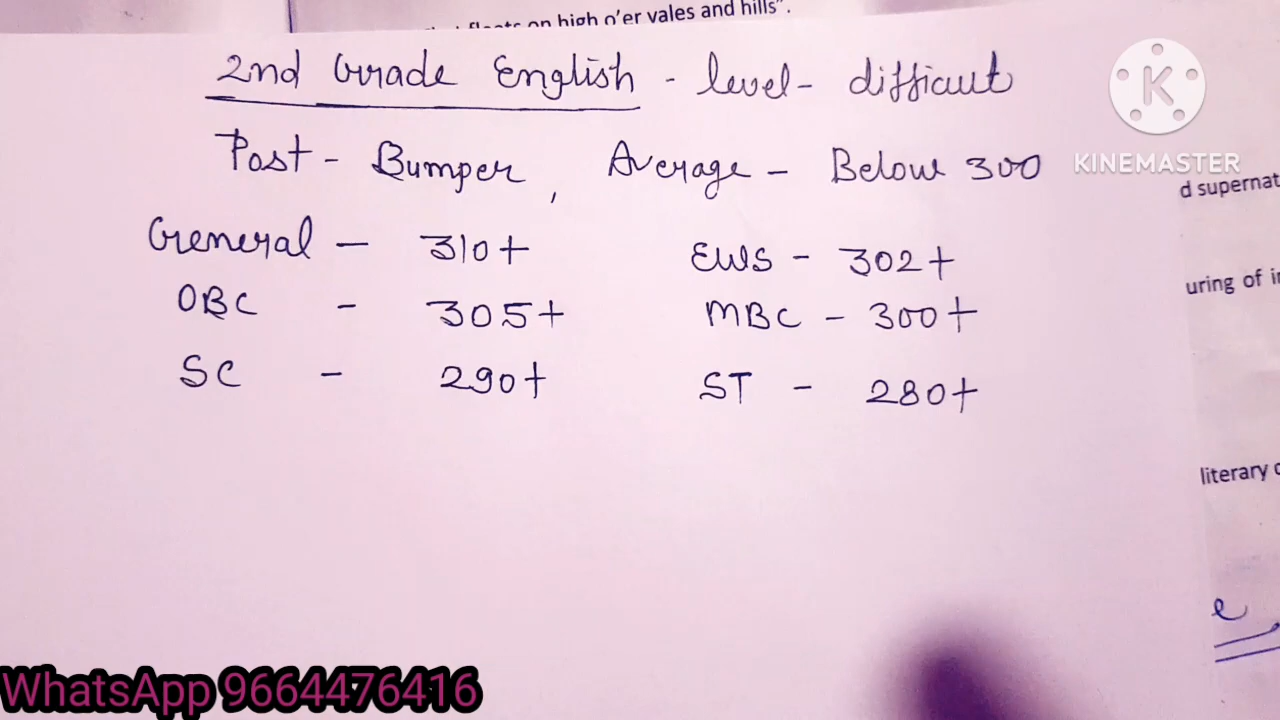 floats on high o'er vales and hills".
2nd Grade English - level - difficult
KINEMASTER
Post - Bumper, Average - Below 300
d supernat
General - 310+ EWS - 302+
uring of i
OBC - 305+ MBC - 300+
SC - 290+ ST - 280+
literary
e
WhatsApp 9664476416